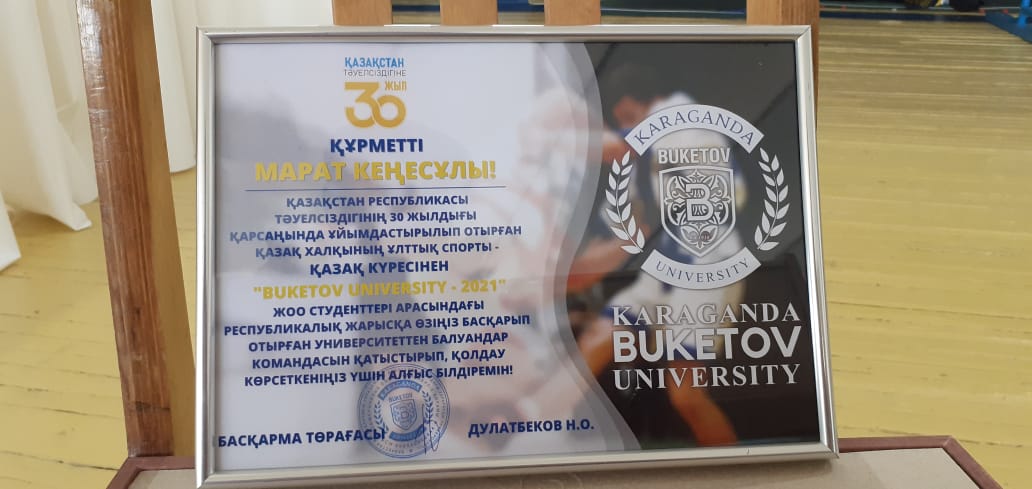 ҚАЗАҚСТАН
ТӘУЕЛСІЗДІГІНЕ
30 ЖЫЛ
ҚҰРМЕТТІ
МАРАТ КЕҢЕСҰЛЫ!
ҚАЗАҚСТАН РЕСПУБЛИКАСЫ
ТӘУЕЛСІЗДІГІНІҢ 30 ЖЫЛДЫҒЫ
ҚАРСАҢЫНДА ҰЙЫМДАСТЫРЫЛЫП ОТЫРҒАН
ҚАЗАҚ ХАЛҚЫНЫҢ ҰЛТТЫҚ СПОРТЫ -
ҚАЗАҚ КҮРЕСІНЕН
"BUKETOV UNIVERSITY - 2021"
ЖОО СТУДЕНТТЕРІ АРАСЫНДАҒЫ
РЕСПУБЛИКАЛЫҚ ЖАРЫСҚА ӨЗІҢІЗ БАСҚАРЫП
ОТЫРҒАН УНИВЕРСИТЕТТЕН БАЛУАНДАР
КОМАНДАСЫН ҚАТЫСТЫРЫП, ҚОЛДАУ
КӨРСЕТКЕНІҢІЗ ҮШІН АЛҒЫС БІЛДІРЕМІН!
БАСҚАРМА ТӨРАҒАСЫ ДУЛАТБЕКОВ Н.О.
KARAGANDA
BUKETOV
UNIVERSITY
KARAGANDA
BUKETOV
UNIVERSITY
KARAGANDA
BUKETOV